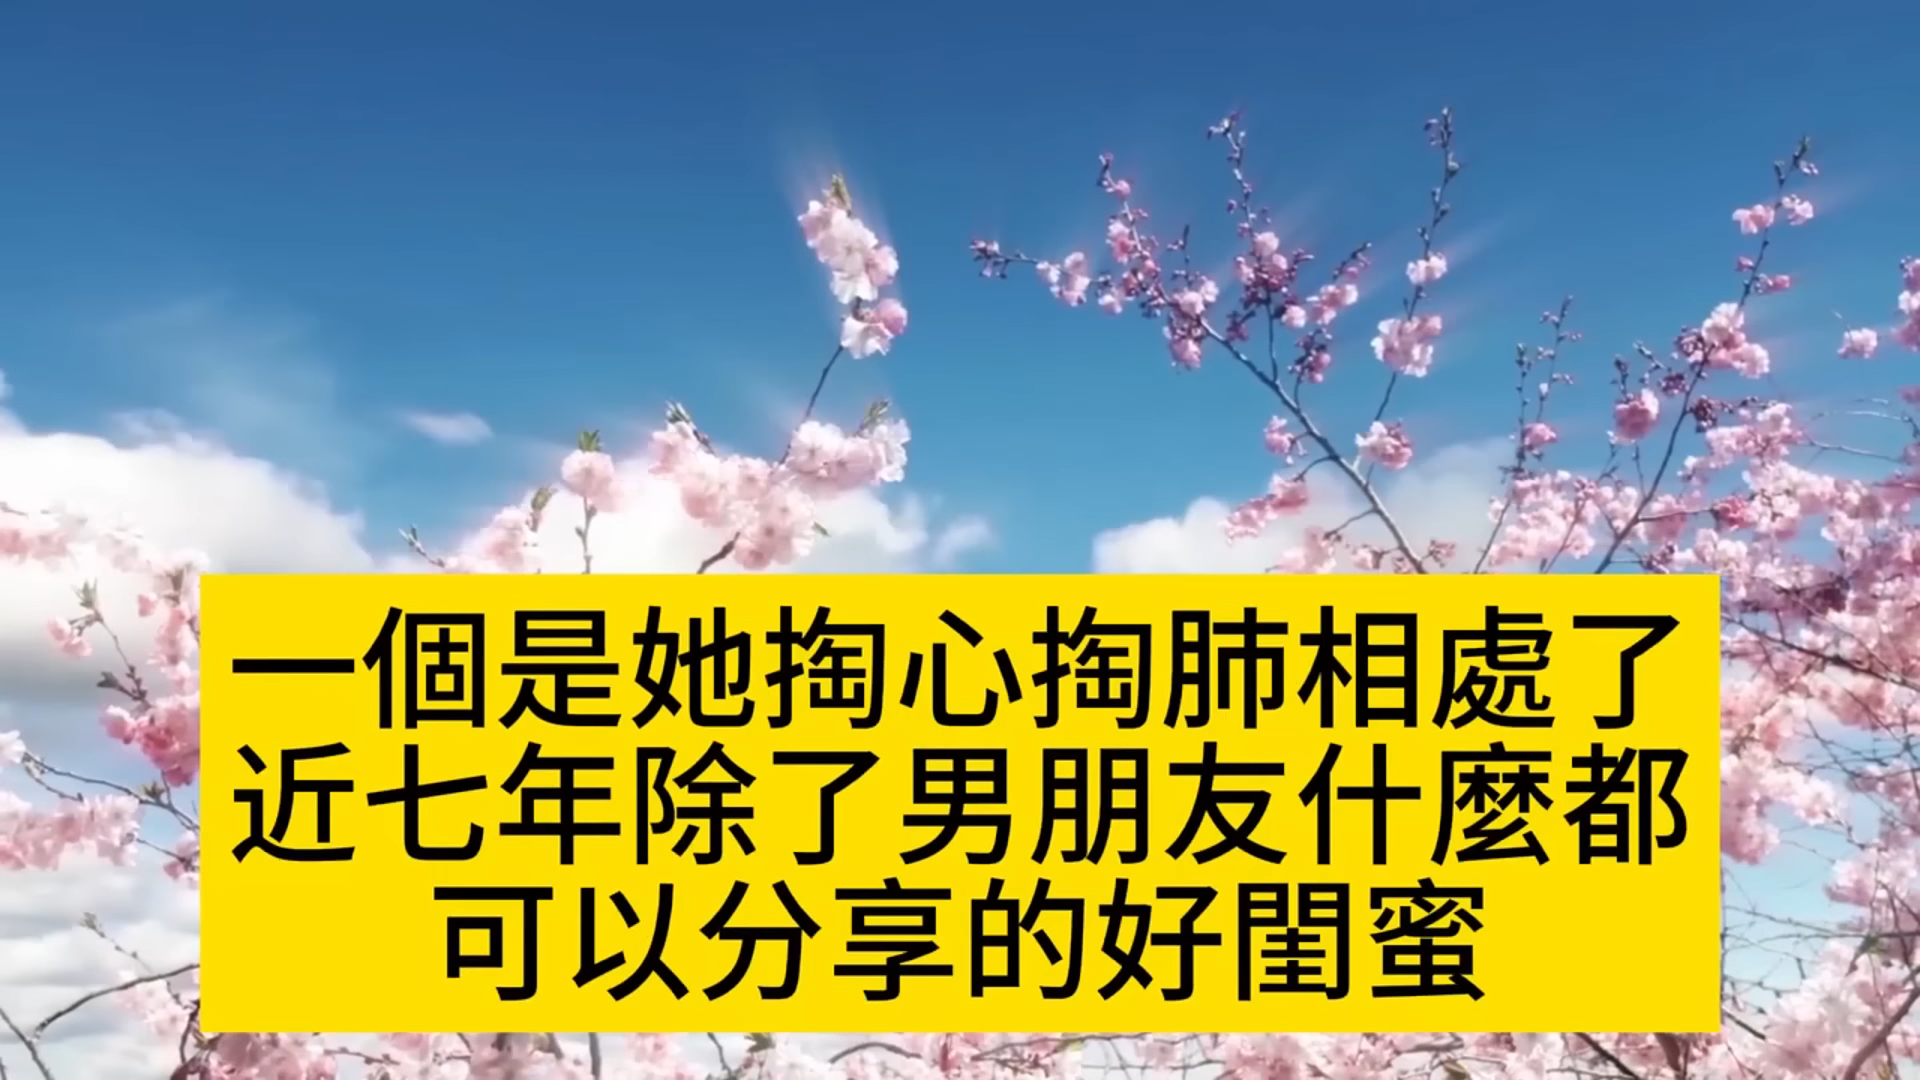 一個是她掏心掏肺相處了
近七年除了男朋友什麼都
可以分享的好閨蜜